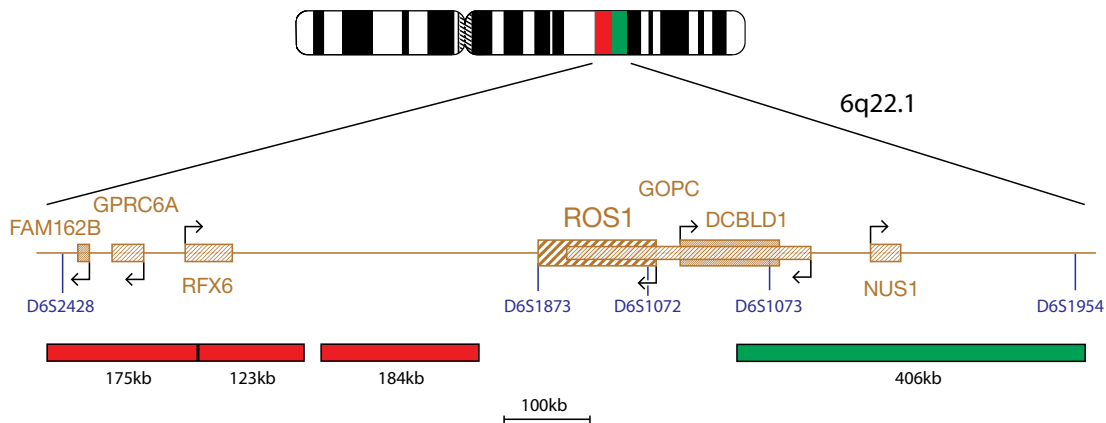 6q22.1
GOPC
GPRC6A
FAM162B
ROS1
DCBLD1
RFX6
NUS1
D6S2428
D6S1873
D6S1072
D6S1073
D6S1954
175kb
123kb
184kb
406kb
100kb